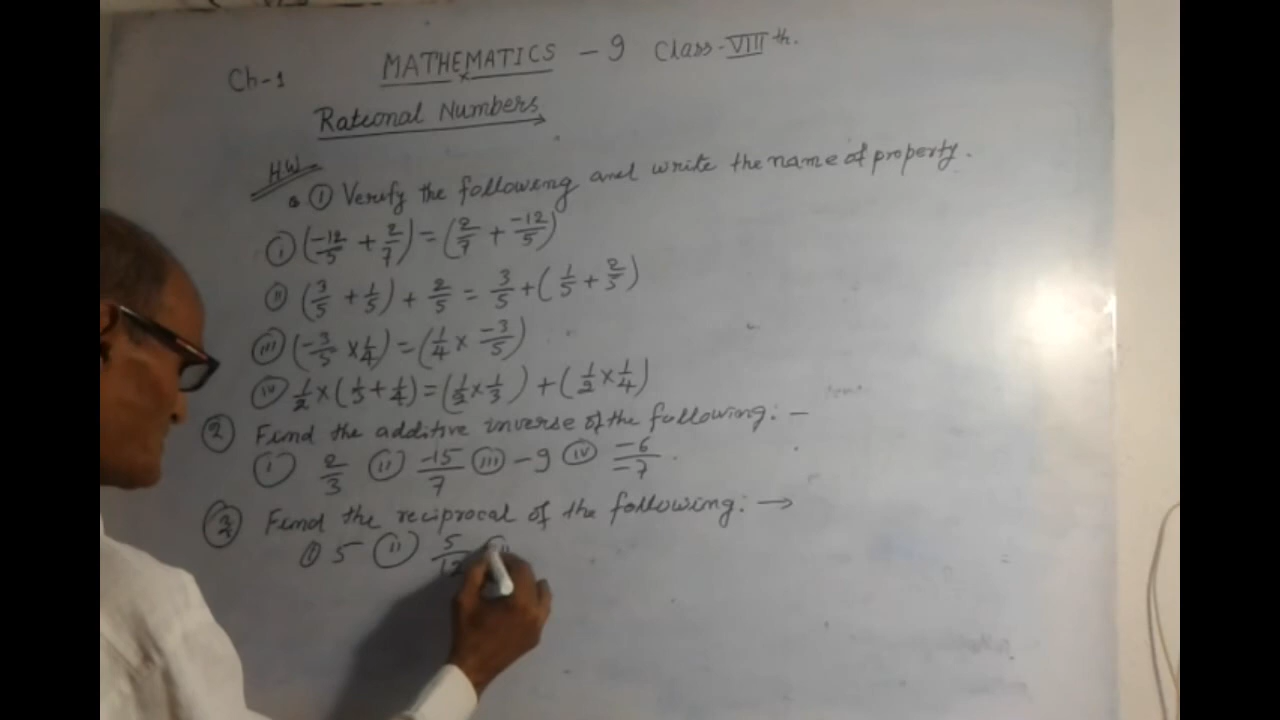 Ch-1 MATHEMATICS - 9 Class-VIIIth.
Rational Numbers
HW
Q ① Verify the following and write the name of property.
(i) (-12/5 + 2/7) = (2/7 + -12/5)
(ii) (3/5 + 1/5) + 2/5 = 3/5 + (1/5 + 2/5)
(iii) (-3/5 × 1/4) = (1/4 × -3/5)
(iv) 1/2 × (1/3 + 1/4) = (1/2 × 1/3) + (1/2 × 1/4)
② Find the additive inverse of the following: -
(i) 2/3 (ii) -15/7 (iii) -9 (iv) -6/-7.
③ Find the reciprocal of the following: →
(i) 5 (ii) 5/12